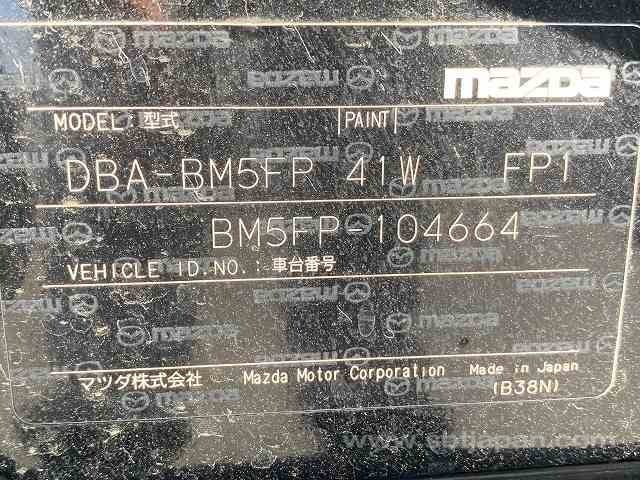 mazda
MODEL: 型式 PAINT
DBA-BM5FP 41W FP1
BM5FP-104664
VEHICLE ID.NO.: 車台番号
マツダ株式会社 Mazda Motor Corporation Made in Japan
(B38N)
www.sbtjapan.com